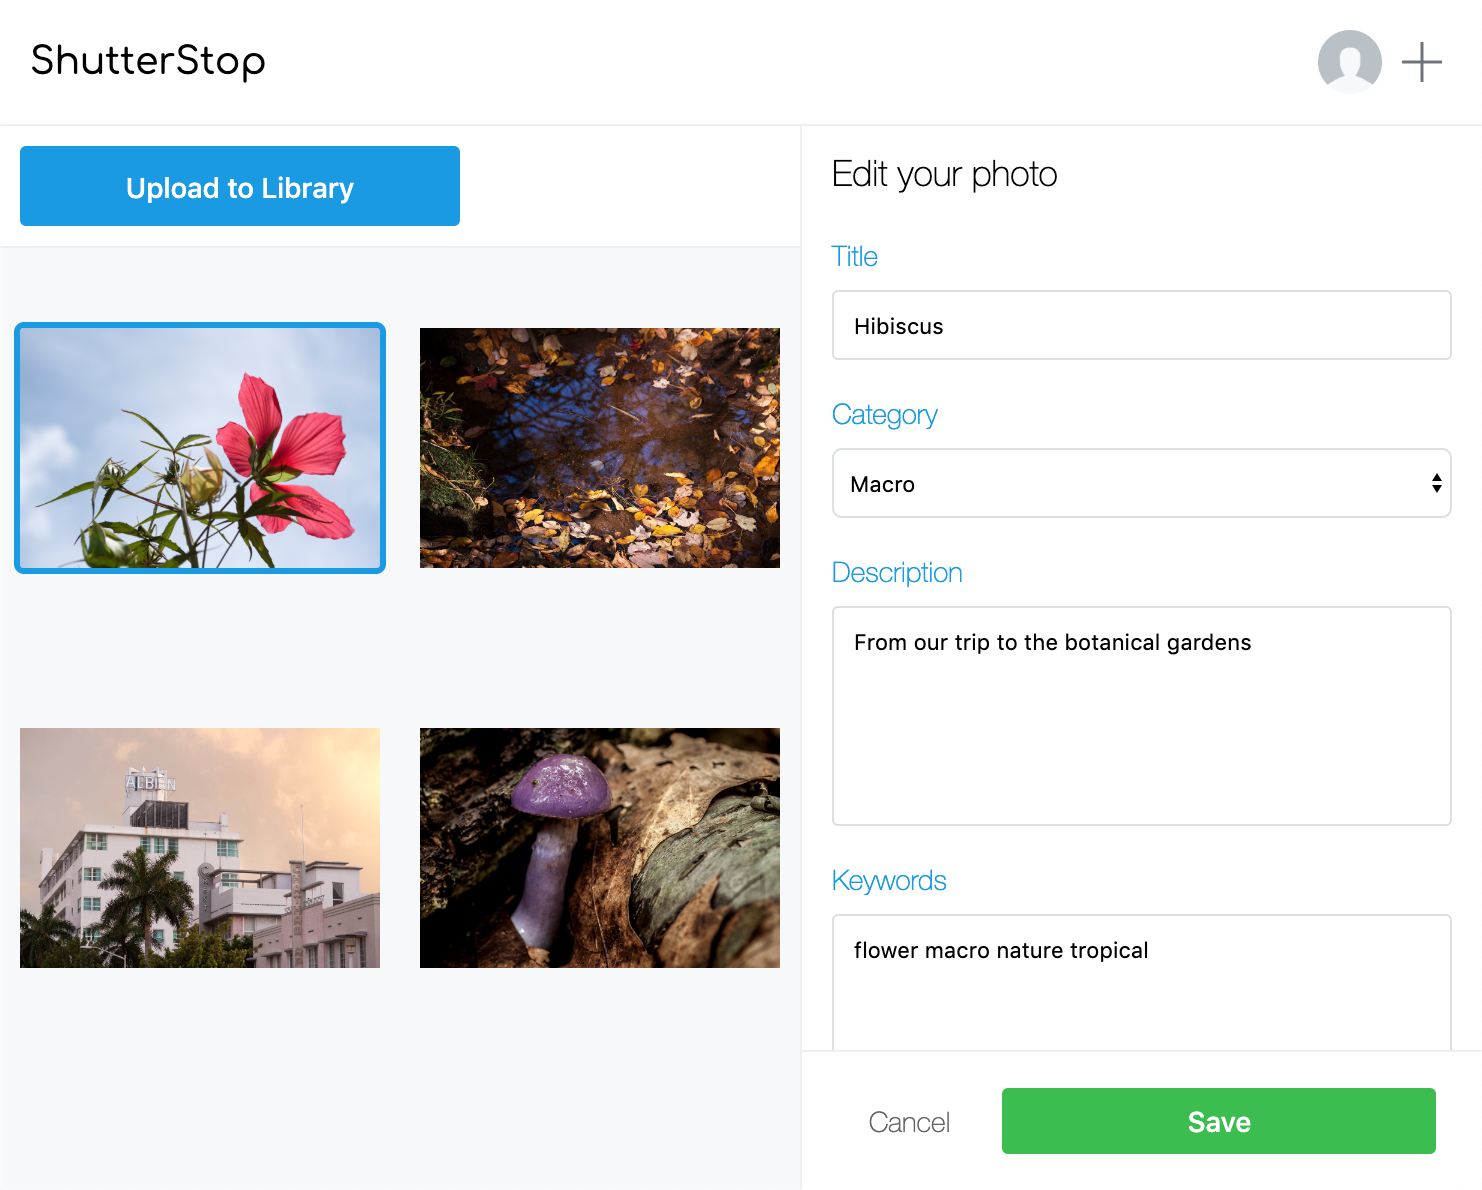 ShutterStop
Upload to Library
ALBION
Edit your photo
Title
Hibiscus
Category
Macro
Description
From our trip to the botanical gardens
Keywords
flower macro nature tropical
Cancel
Save